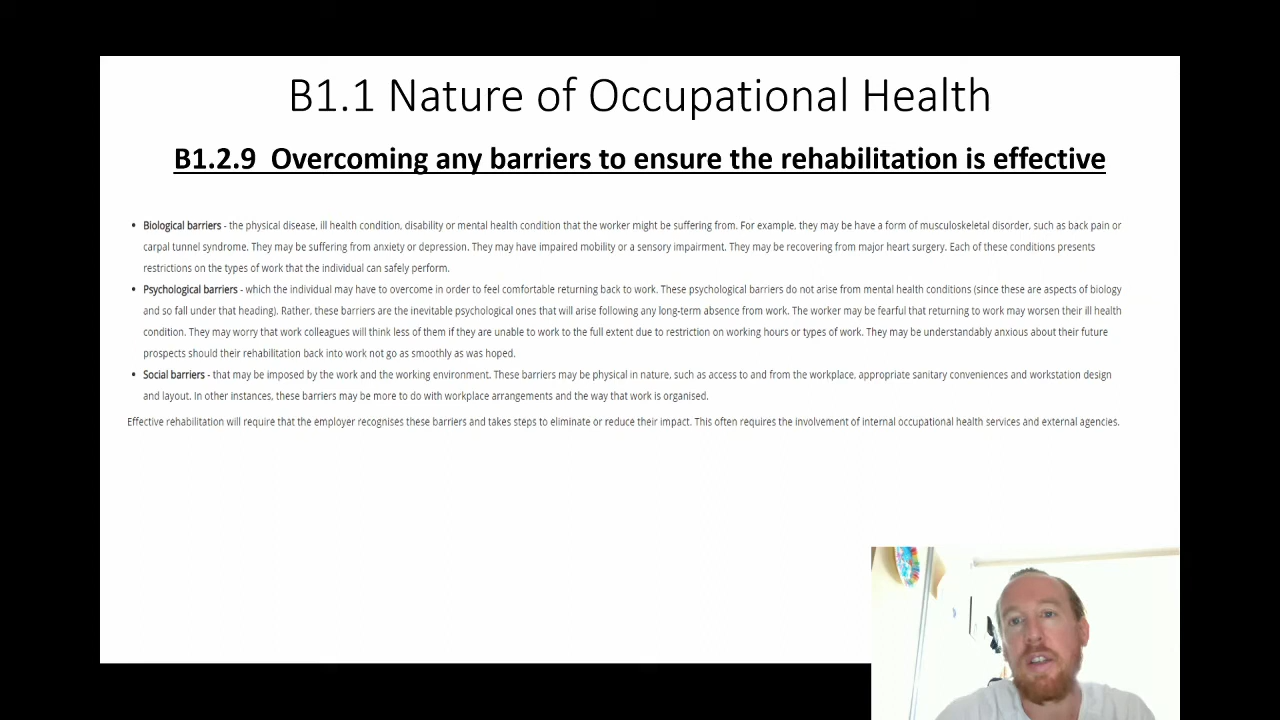 B1.1 Nature of Occupational Health
B1.2.9 Overcoming any barriers to ensure the rehabilitation is effective
• Biological barriers - the physical disease, ill health condition, disability or mental health condition that the worker might be suffering from. For example, they may be have a form of musculoskeletal disorder, such as back pain or
carpal tunnel syndrome. They may be suffering from anxiety or depression. They may have impaired mobility or a sensory impairment. They may be recovering from major heart surgery. Each of these conditions presents
restrictions on the types of work that the individual can safely perform.
• Psychological barriers - which the individual may have to overcome in order to feel comfortable returning back to work. These psychological barriers do not arise from mental health conditions (since these are aspects of biology
and so fall under that heading). Rather, these barriers are the inevitable psychological ones that will arise following any long-term absence from work. The worker may be fearful that returning to work may worsen their ill health
condition. They may worry that work colleagues will think less of them if they are unable to work to the full extent due to restriction on working hours or types of work. They may be understandably anxious about their future
prospects should their rehabilitation back into work not go as smoothly as was hoped.
• Social barriers - that may be imposed by the work and the working environment. These barriers may be physical in nature, such as access to and from the workplace, appropriate sanitary conveniences and workstation design
and layout. In other instances, these barriers may be more to do with workplace arrangements and the way that work is organised.
Effective rehabilitation will require that the employer recognises these barriers and takes steps to eliminate or reduce their impact. This often requires the involvement of internal occupational health services and external agencies.